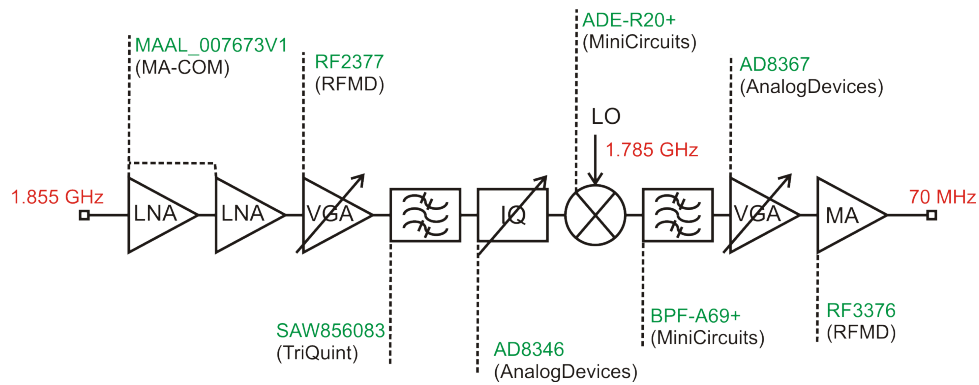 ADE-R20+
(MiniCircuits)
MAAL_007673V1
(MA-COM)
RF2377
(RFMD)
AD8367
(AnalogDevices)
LO
1.785 GHz
1.855 GHz
70 MHz
LNA
LNA
VGA
IQ
VGA
MA
SAW856083
(TriQuint)
AD8346
(AnalogDevices)
BPF-A69+
(MiniCircuits)
RF3376
(RFMD)